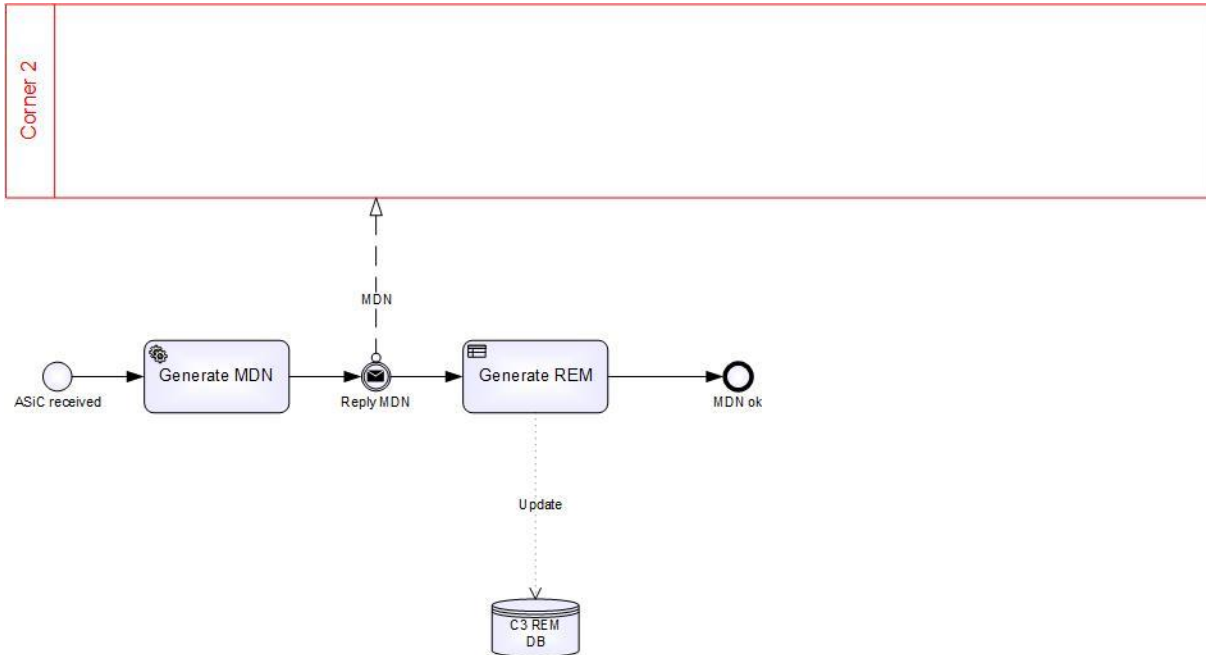 Corner 2
MDN
Generate MDN
Generate REM
ASiC received
Reply MDN
MDN ok
Update
C3 REM
DB